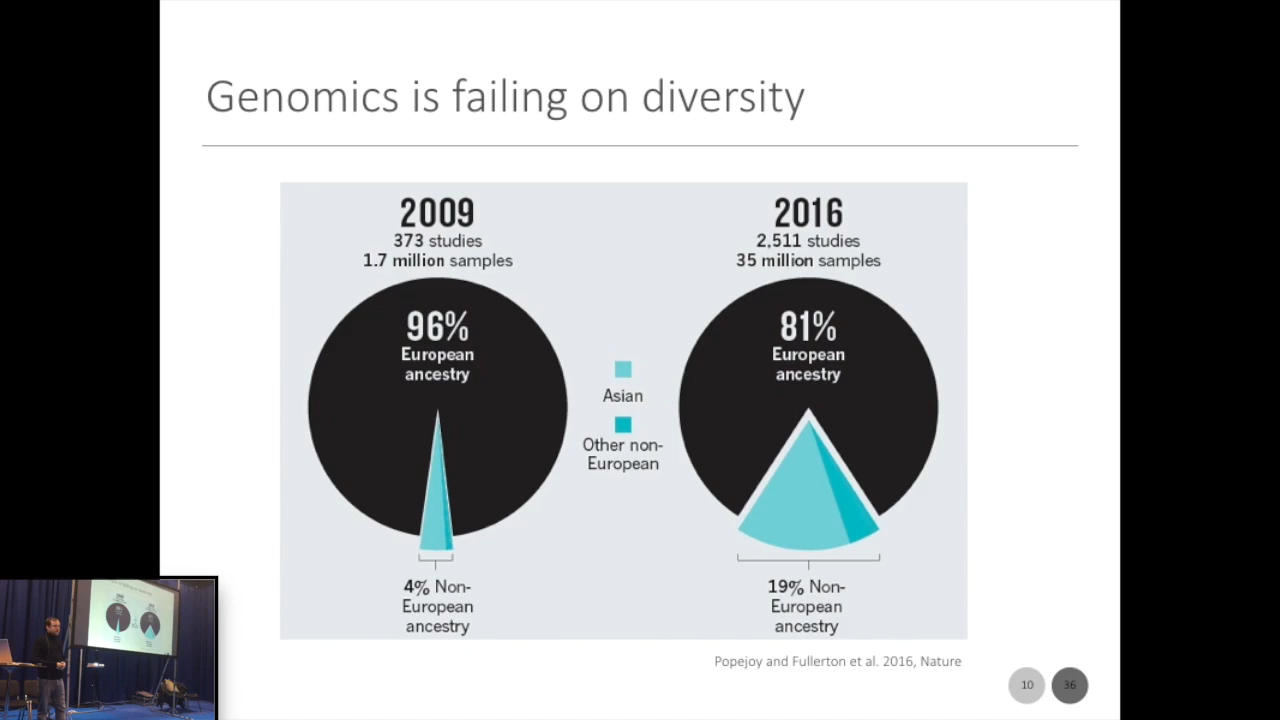 Genomics is failing on diversity
2009
373 studies
1.7 million samples
96%
European
ancestry
4% Non-
European
ancestry
Asian
Other non-
European
2016
2,511 studies
35 million samples
81%
European
ancestry
19% Non-
European
ancestry
Popejoy and Fullerton et al. 2016, Nature
10
36